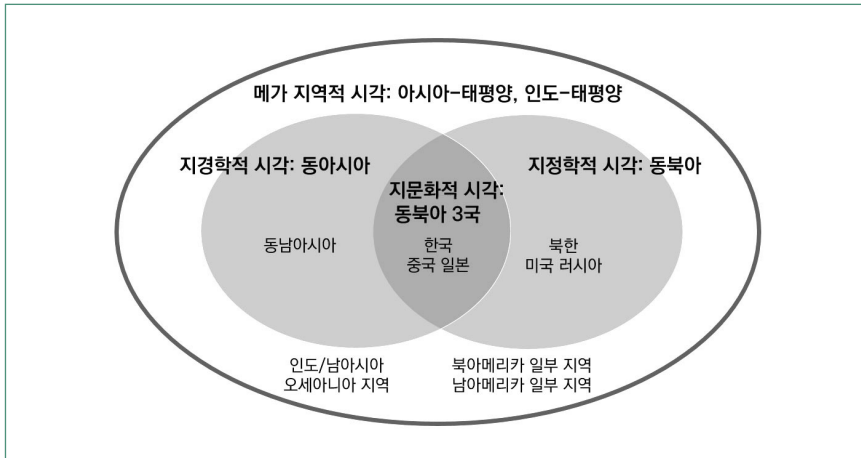 메가 지역적 시각: 아시아-태평양, 인도-태평양
지경학적 시각: 동아시아
지정학적 시각: 동북아
지문화적 시각:
동북아 3국
동남아시아
한국
중국 일본
북한
미국 러시아
인도/남아시아
오세아니아 지역
북아메리카 일부 지역
남아메리카 일부 지역